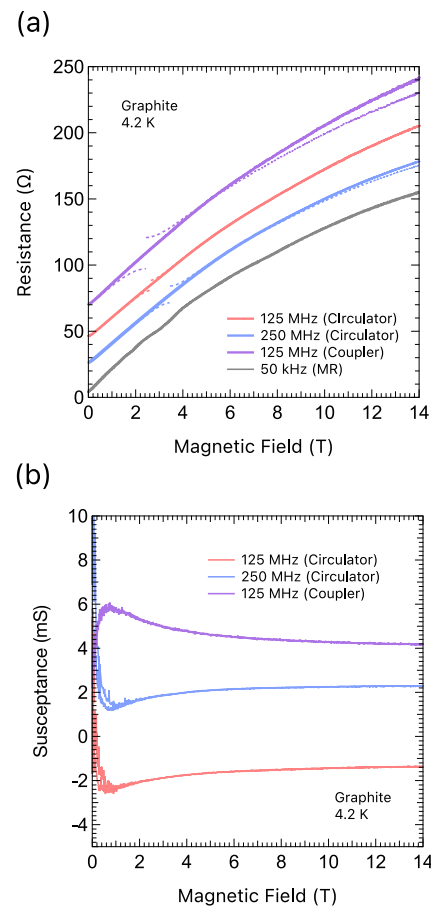 (a)
250
200
150
100
50
0
Resistance (Ω)
Graphite
4.2 K
125 MHz (CIrculator)
250 MHz (Circulator)
125 MHz (Coupler)
50 kHz (MR)
0 2 4 6 8 10 12 14
Magnetic Field (T)
(b)
10
8
6
4
2
0
-2
-4
Susceptance (mS)
125 MHz (Circulator)
250 MHz (Circulator)
125 MHz (Coupler)
Graphite
4.2 K
0 2 4 6 8 10 12 14
Magnetic Field (T)